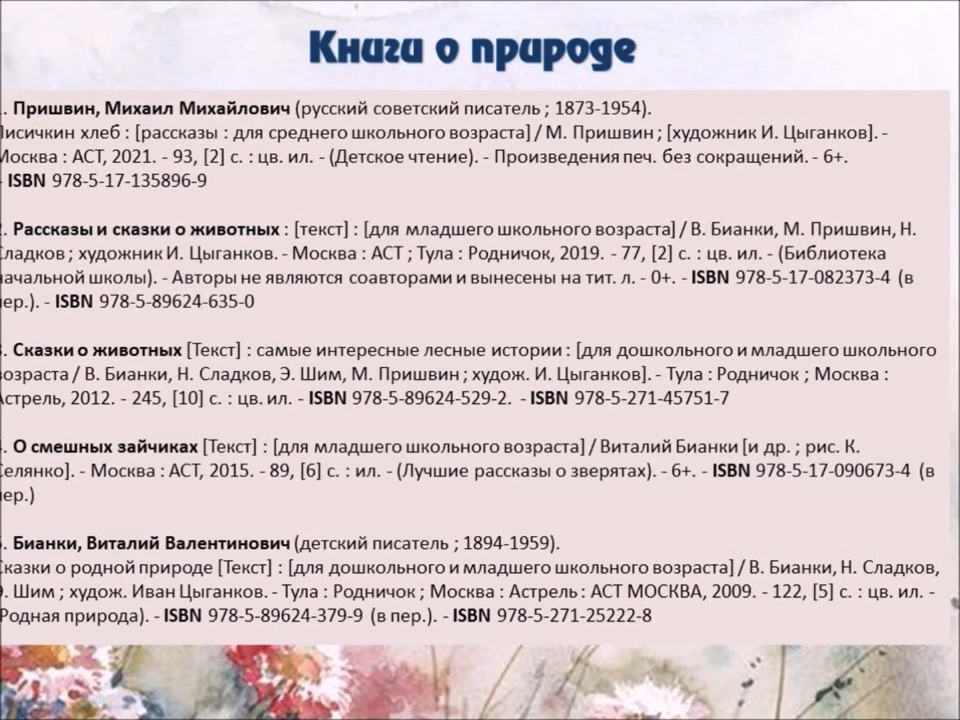 Книги о природе
. Пришвин, Михаил Михайлович (русский советский писатель ; 1873-1954).
Лисичкин хлеб : [рассказы : для среднего школьного возраста] / М. Пришвин ; [художник И. Цыганков]. -
Москва : АСТ, 2021. - 93, [2] с. : цв. ил. - (Детское чтение). - Произведения печ. без сокращений. - 6+.
- ISBN 978-5-17-135896-9
2. Рассказы и сказки о животных : [текст] : [для младшего школьного возраста] / В. Бианки, М. Пришвин, Н.
Сладков ; художник И. Цыганков. - Москва : АСТ ; Тула : Родничок, 2019. - 77, [2] с. : цв. ил. - (Библиотека
начальной школы). - Авторы не являются соавторами и вынесены на тит. л. - 0+. - ISBN 978-5-17-082373-4 (в
пер.). - ISBN 978-5-89624-635-0
3. Сказки о животных [Текст] : самые интересные лесные истории : [для дошкольного и младшего школьного
возраста / В. Бианки, Н. Сладков, Э. Шим, М. Пришвин ; худож. И. Цыганков]. - Тула : Родничок ; Москва :
Астрель, 2012. - 245, [10] с. : цв. ил. - ISBN 978-5-89624-529-2. - ISBN 978-5-271-45751-7
4. О смешных зайчиках [Текст] : [для младшего школьного возраста] / Виталий Бианки [и др. ; рис. К.
Селянко]. - Москва : АСТ, 2015. - 89, [6] с. : ил. - (Лучшие рассказы о зверятах). - 6+. - ISBN 978-5-17-090673-4 (в
пер.)
5. Бианки, Виталий Валентинович (детский писатель ; 1894-1959).
Сказки о родной природе [Текст] : [для дошкольного и младшего школьного возраста] / В. Бианки, Н. Сладков,
Э. Шим ; худож. Иван Цыганков. - Тула : Родничок ; Москва : Астрель : АСТ МОСКВА, 2009. - 122, [5] с. : цв. ил. -
(Родная природа). - ISBN 978-5-89624-379-9 (в пер.). - ISBN 978-5-271-25222-8